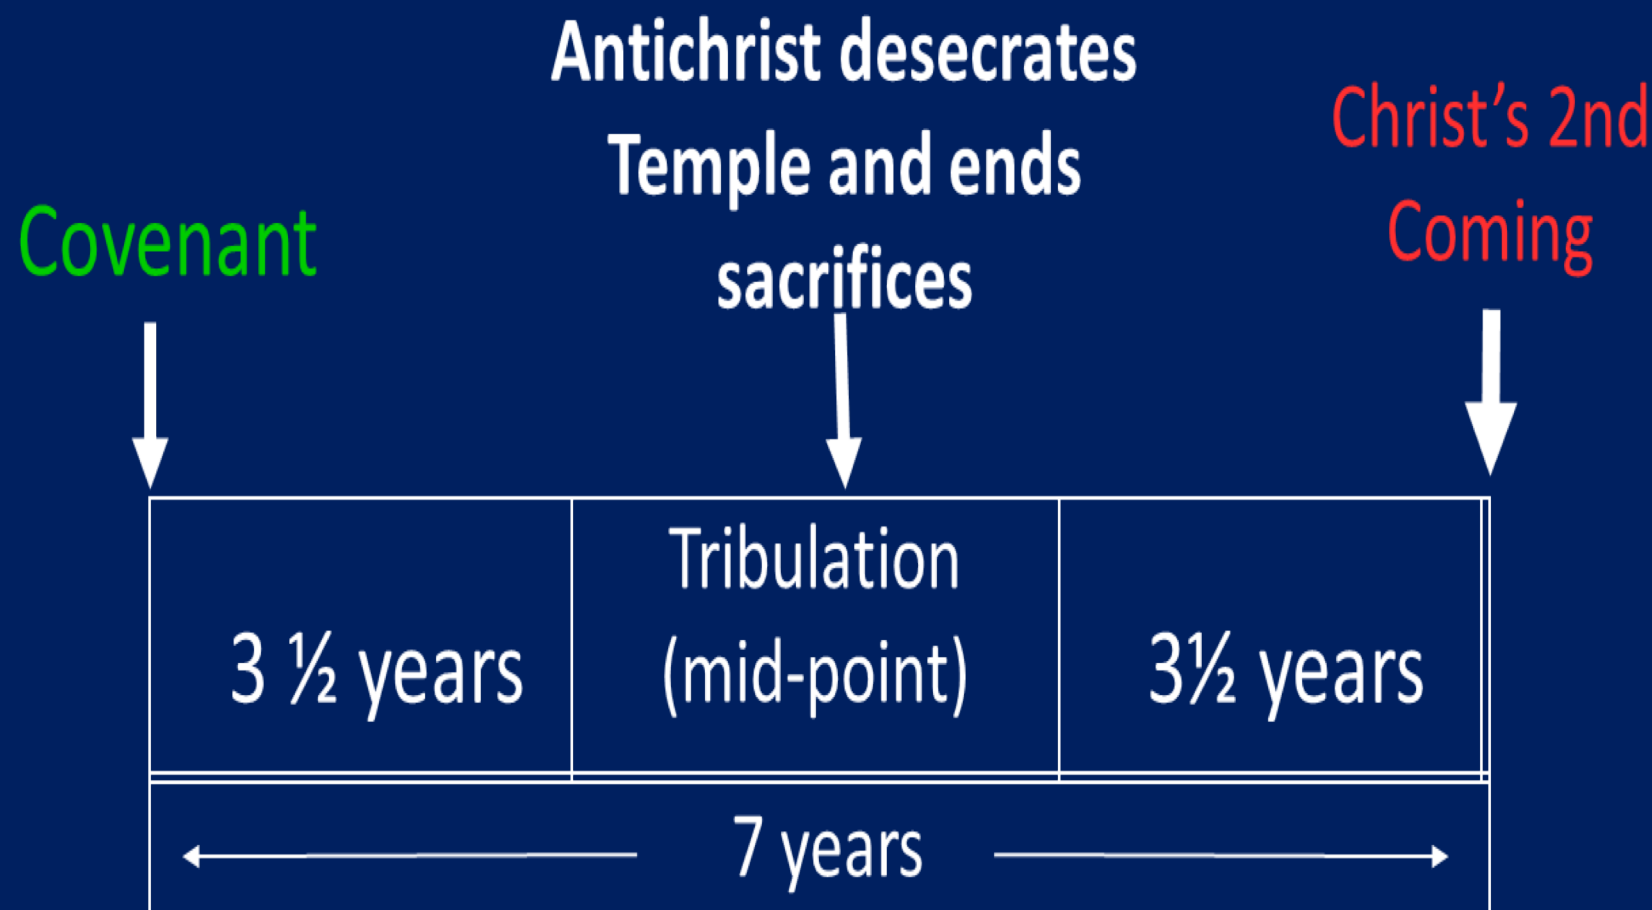 Antichrist desecrates
Temple and ends
sacrifices
Christ’s 2nd
Coming
Covenant
3 ½ years
Tribulation
(mid-point)
3½ years
7 years